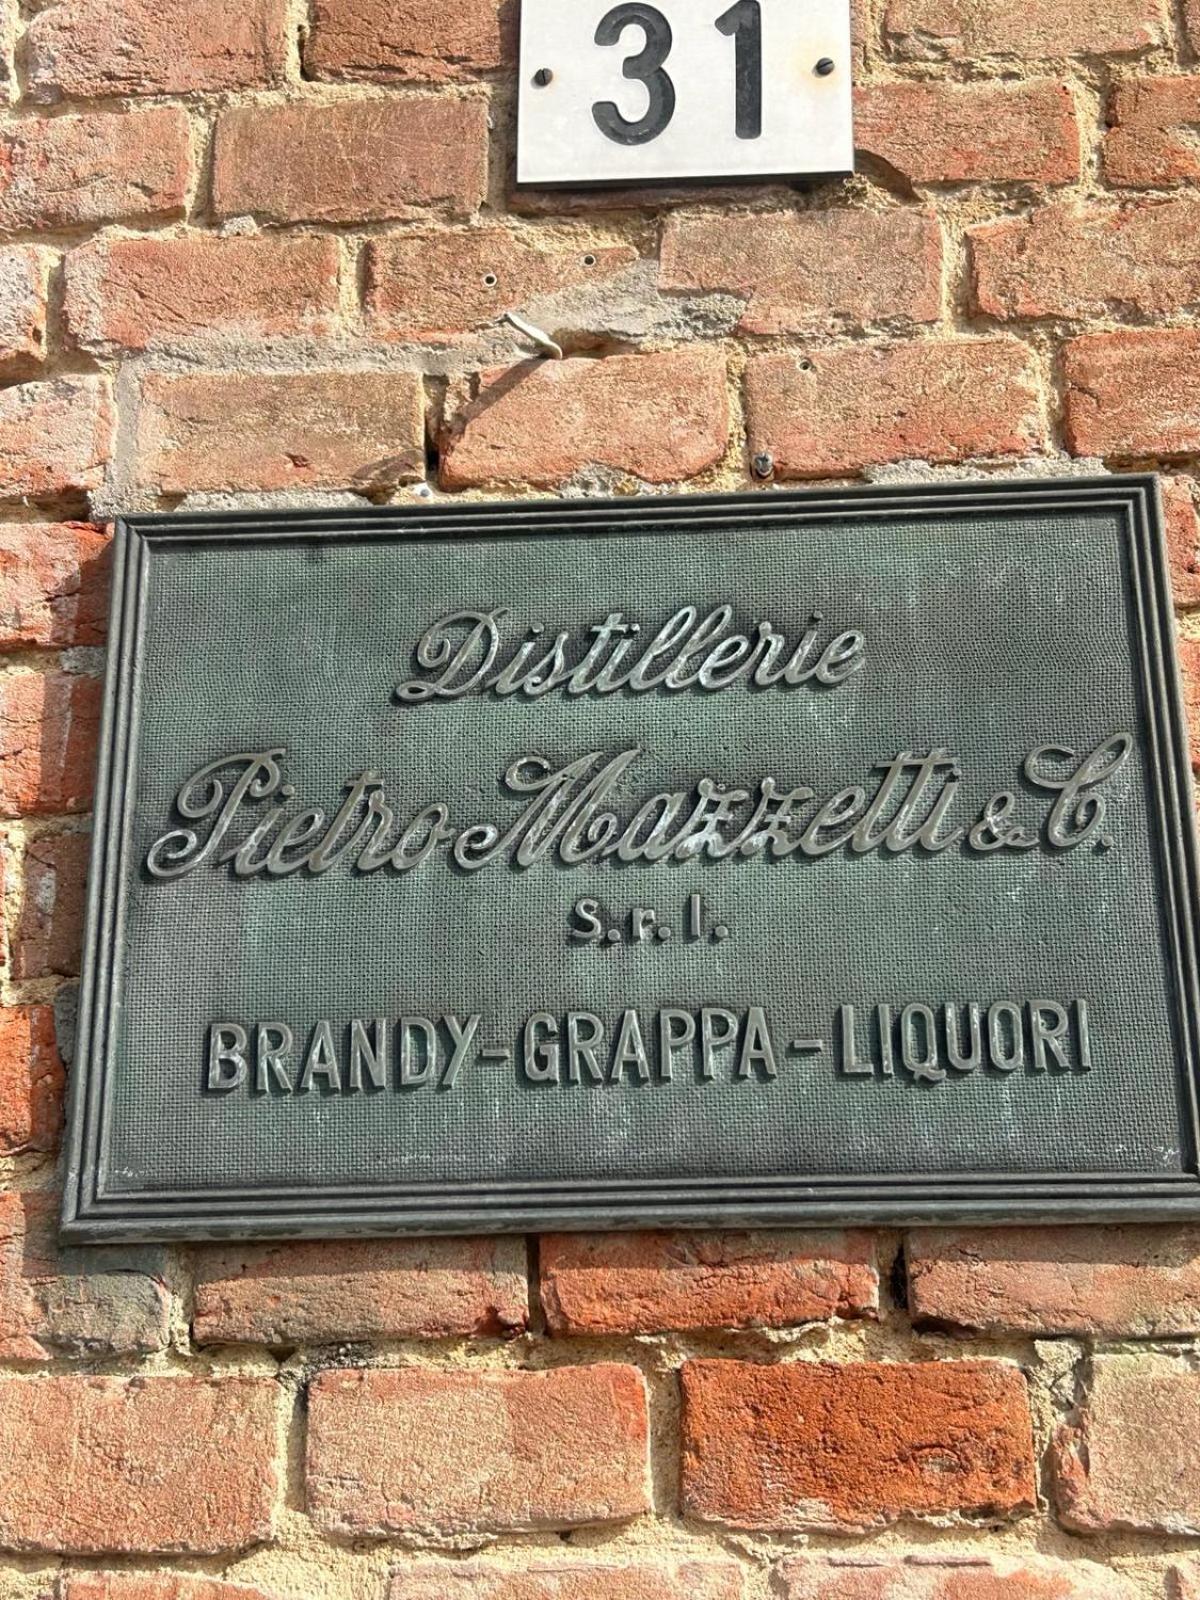 31
Distillerie
Pietro Mazzetti & C.
s.r.l.
BRANDY-GRAPPA-LIQUORI